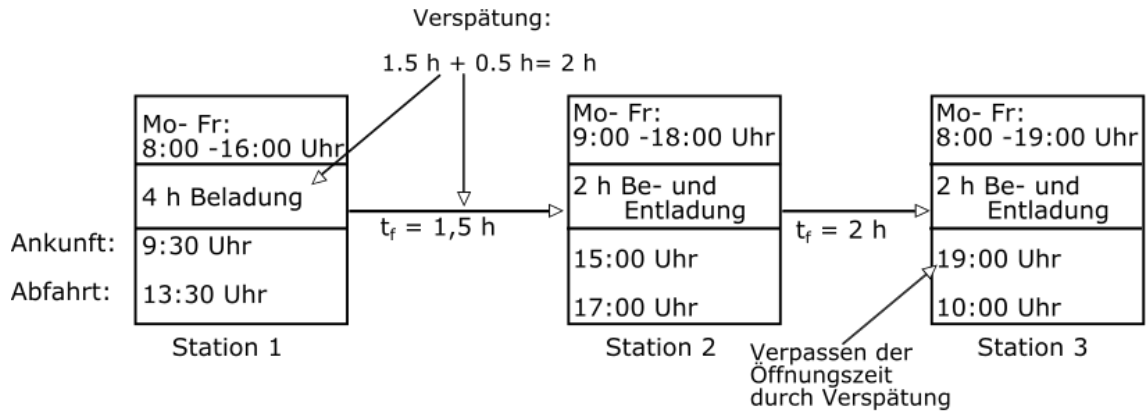 Verspätung:
1.5 h + 0.5 h= 2 h
Mo- Fr:
8:00 -16:00 Uhr
4 h Beladung
Ankunft:
9:30 Uhr
Abfahrt:
13:30 Uhr
Station 1
t_f = 1,5 h
Mo- Fr:
9:00 -18:00 Uhr
2 h Be- und
Entladung
15:00 Uhr
17:00 Uhr
Station 2
t_f = 2 h
Mo- Fr:
8:00 -19:00 Uhr
2 h Be- und
Entladung
19:00 Uhr
10:00 Uhr
Station 3
Verpassen der
Öffnungszeit
durch Verspätung